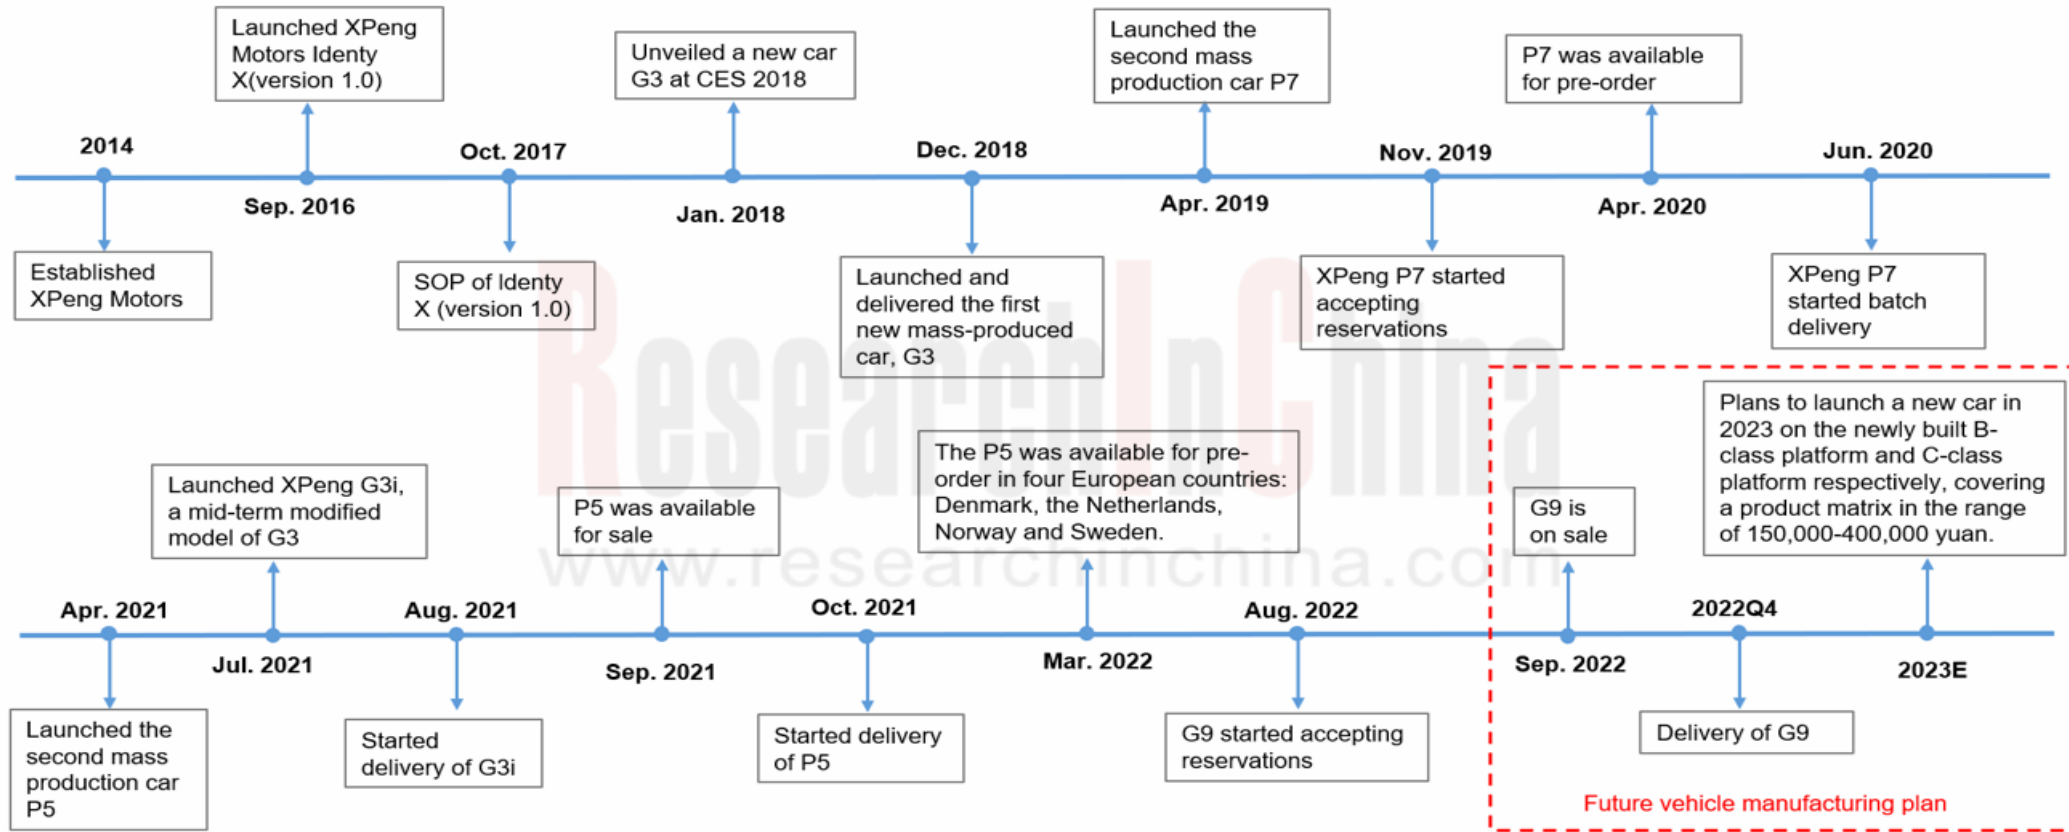 Launched XPeng
Motors Identy
X(version 1.0)
Unveiled a new car
G3 at CES 2018
Launched the
second mass
production car P7
P7 was available
for pre-order
2014
Oct. 2017
Dec. 2018
Nov. 2019
Jun. 2020
Sep. 2016
Jan. 2018
Apr. 2019
Apr. 2020
Established
XPeng Motors
SOP of Identy
X (version 1.0)
Launched and
delivered the first
new mass-produced
car, G3
XPeng P7 started
accepting
reservations
XPeng P7
started batch
delivery
ResearchInChina
www.researchinchina.com
Launched XPeng G3i,
a mid-term modified
model of G3
P5 was available
for sale
The P5 was available for pre-
order in four European countries:
Denmark, the Netherlands,
Norway and Sweden.
G9 is
on sale
Plans to launch a new car in
2023 on the newly built B-
class platform and C-class
platform respectively, covering
a product matrix in the range
of 150,000-400,000 yuan.
Apr. 2021
Aug. 2021
Oct. 2021
Aug. 2022
2022Q4
Jul. 2021
Sep. 2021
Mar. 2022
Sep. 2022
2023E
Launched the
second mass
production car
P5
Started
delivery of G3i
Started delivery
of P5
G9 started accepting
reservations
Delivery of G9
Future vehicle manufacturing plan